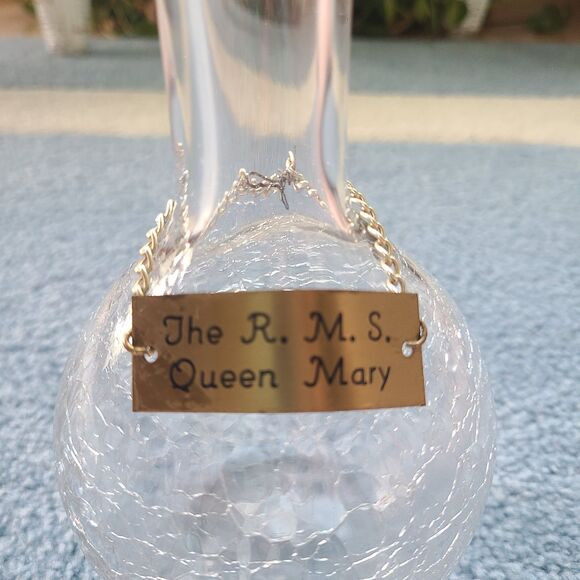 The R. M. S.
Queen Mary